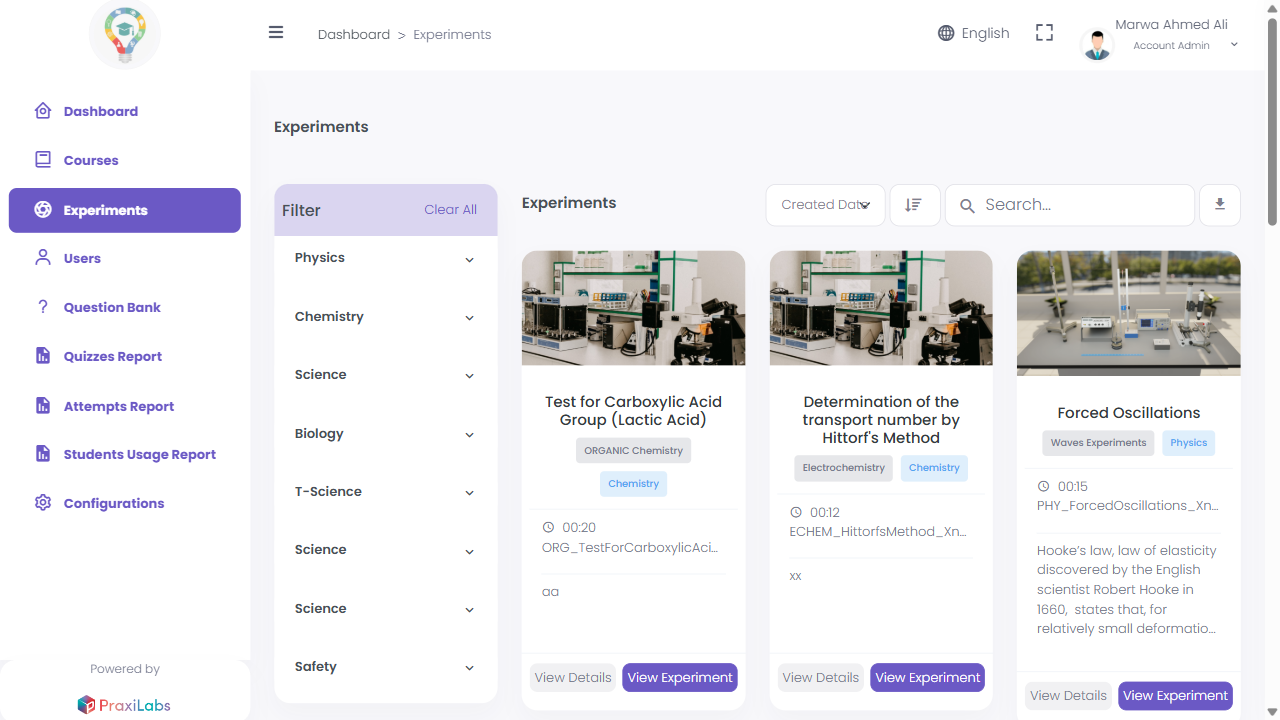 Dashboard > Experiments
English
Marwa Ahmed Ali
Account Admin
Dashboard
Courses
Experiments
Users
Question Bank
Quizzes Report
Attempts Report
Students Usage Report
Configurations
Powered by
PraxiLabs
Experiments
Filter
Clear All
Physics
Chemistry
Science
Biology
T-Science
Science
Science
Safety
Experiments
Created Date
Search...
Test for Carboxylic Acid
Group (Lactic Acid)
ORGANIC Chemistry
Chemistry
00:20
ORG_TestForCarboxylicAci...
aa
View Details
View Experiment
Determination of the
transport number by
Hittorf's Method
Electrochemistry
Chemistry
00:12
ECHEM_HittorfsMethod_Xn...
xx
View Details
View Experiment
Forced Oscillations
Waves Experiments
Physics
00:15
PHY_ForcedOscillations_Xn...
Hooke's law, law of elasticity
discovered by the English
scientist Robert Hooke in
1660, states that, for
relatively small deformatio...
View Details
View Experiment